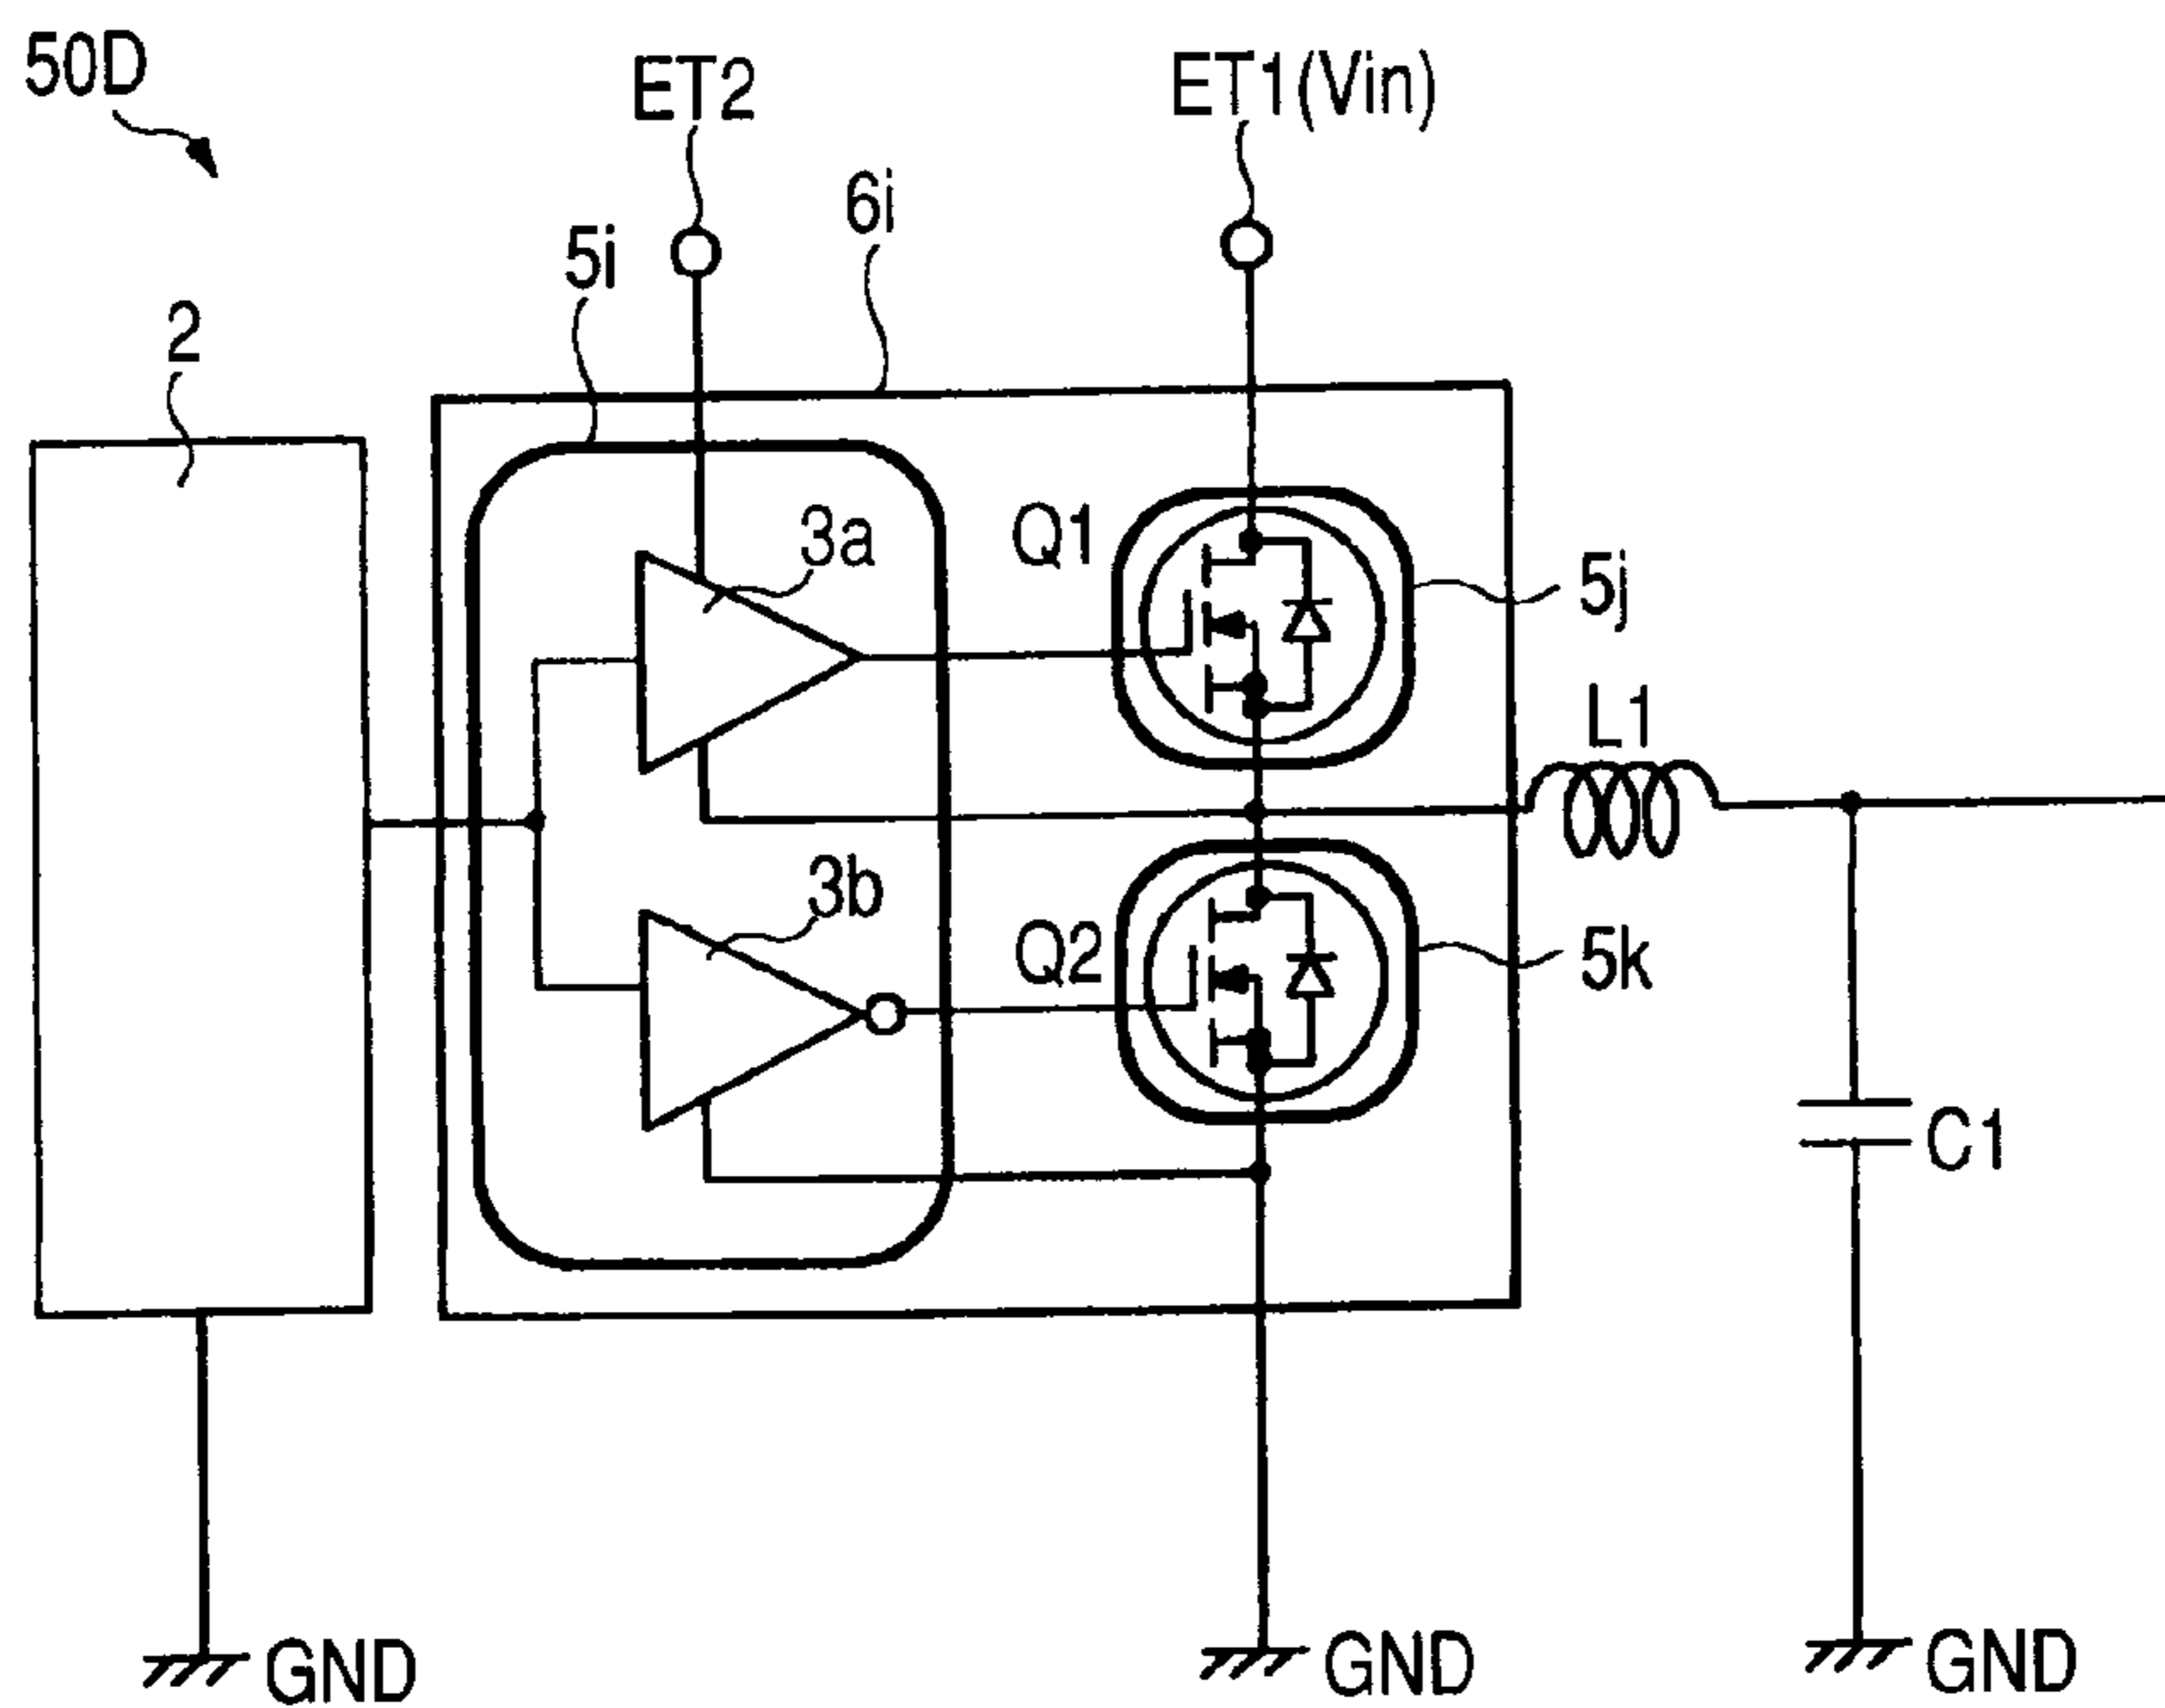 50D
ET2
ET1(Vin)
6i
5i
2
3a
Q1
5j
L1
3b
Q2
5k
C1
GND
GND
GND